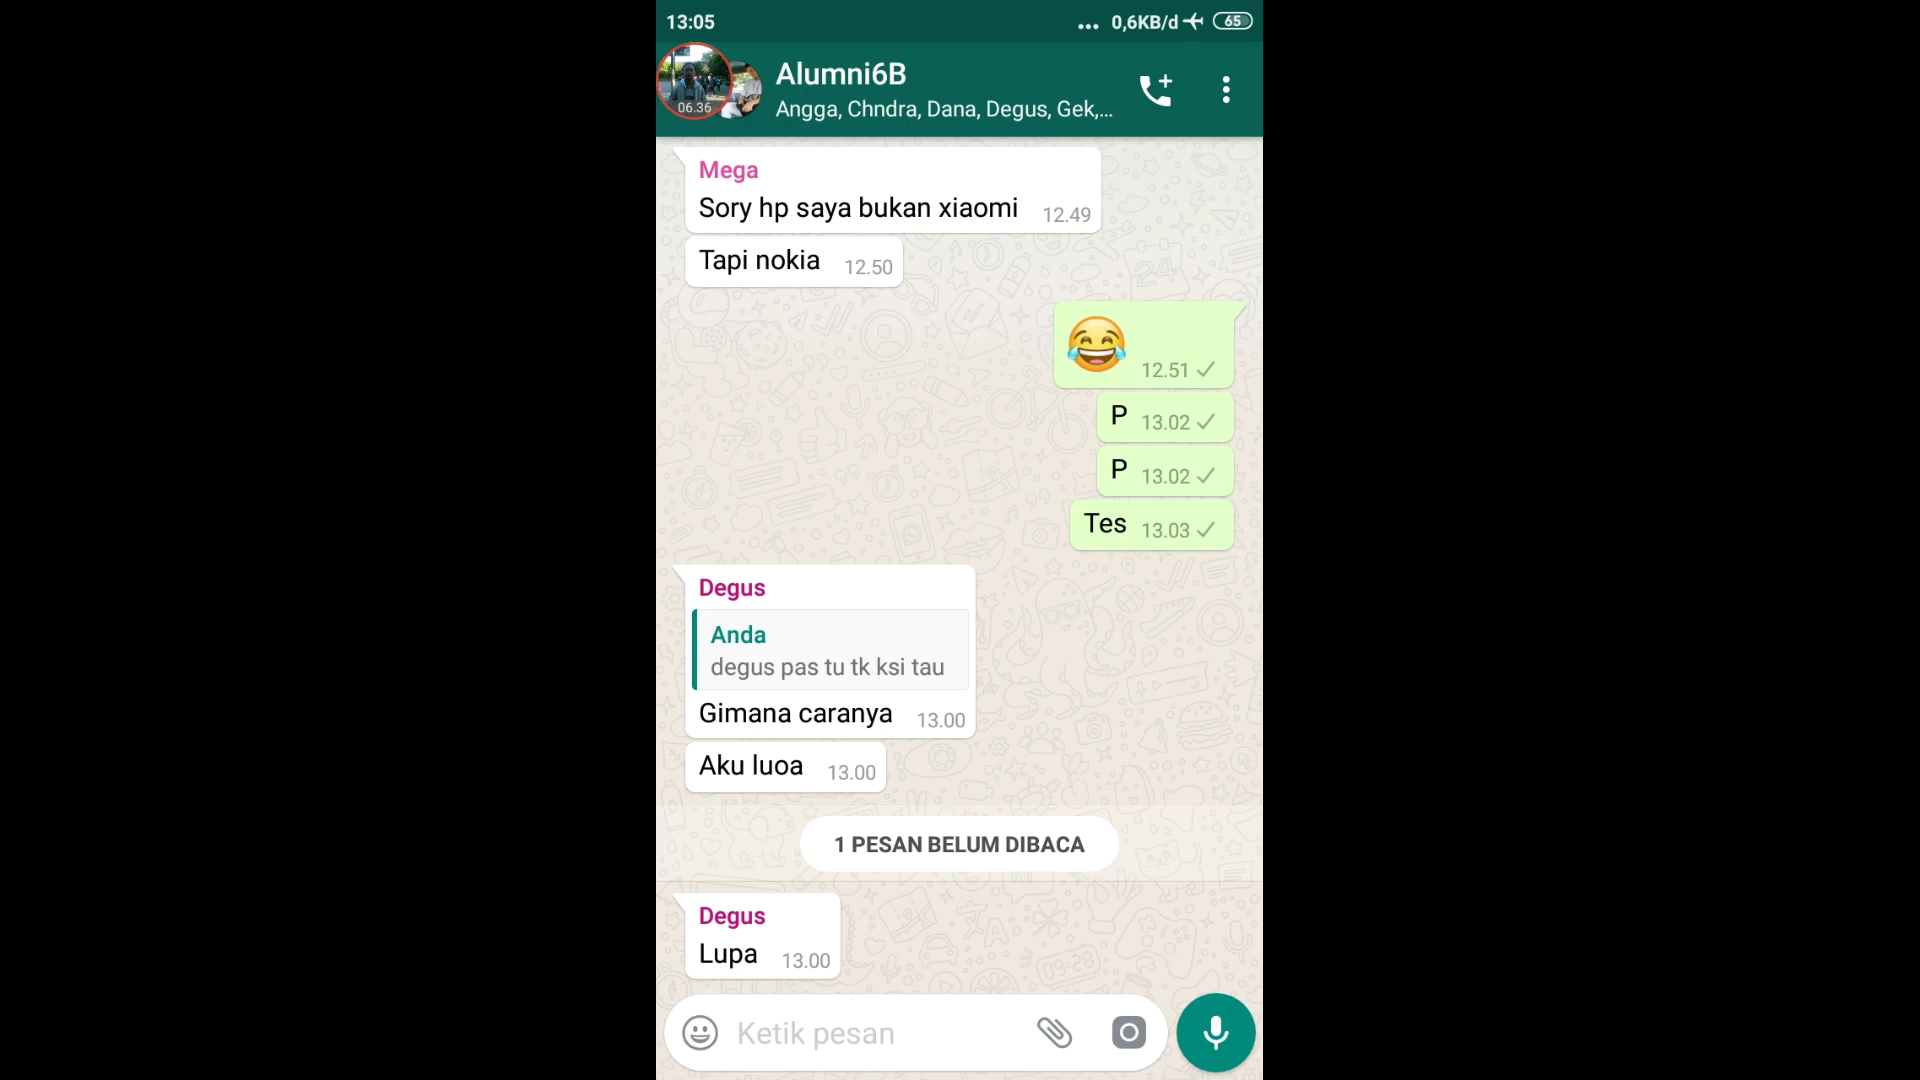 13:05
... 0,6KB/d 65
06.36
Alumni6B
Angga, Chndra, Dana, Degus, Gek,...
Mega
Sory hp saya bukan xiaomi 12.49
Tapi nokia 12.50
😂 12.51
P 13.02
P 13.02
Tes 13.03
Degus
Anda
degus pas tu tk ksi tau
Gimana caranya 13.00
Aku luoa 13.00
1 PESAN BELUM DIBACA
Degus
Lupa 13.00
Ketik pesan